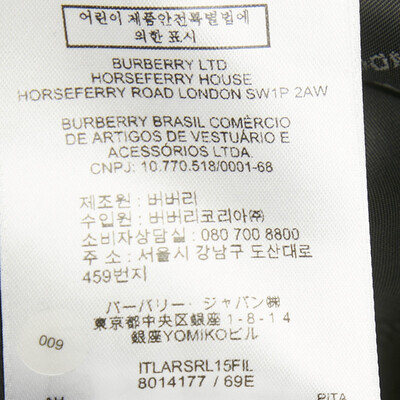 어린이 제품안전특별법에
의한 표시
BURBERRY LTD
HORSEFERRY HOUSE
HORSEFERRY ROAD LONDON SW1P 2AW
BURBERRY BRASIL COMÉRCIO
DE ARTIGOS DE VESTUÁRIO E
ACESSÓRIOS LTDA.
CNPJ: 10.770.518/0001-68
제조원 : 버버리
수입원 : 버버리코리아㈜
소비자상담실 : 080 700 8800
주 소 : 서울시 강남구 도산대로
459번지
バーバリー・ジャパン㈱
東京都中央区銀座1-8-14
銀座YOMIKOビル
009
ITLARSRL15FIL
8014177 / 69E